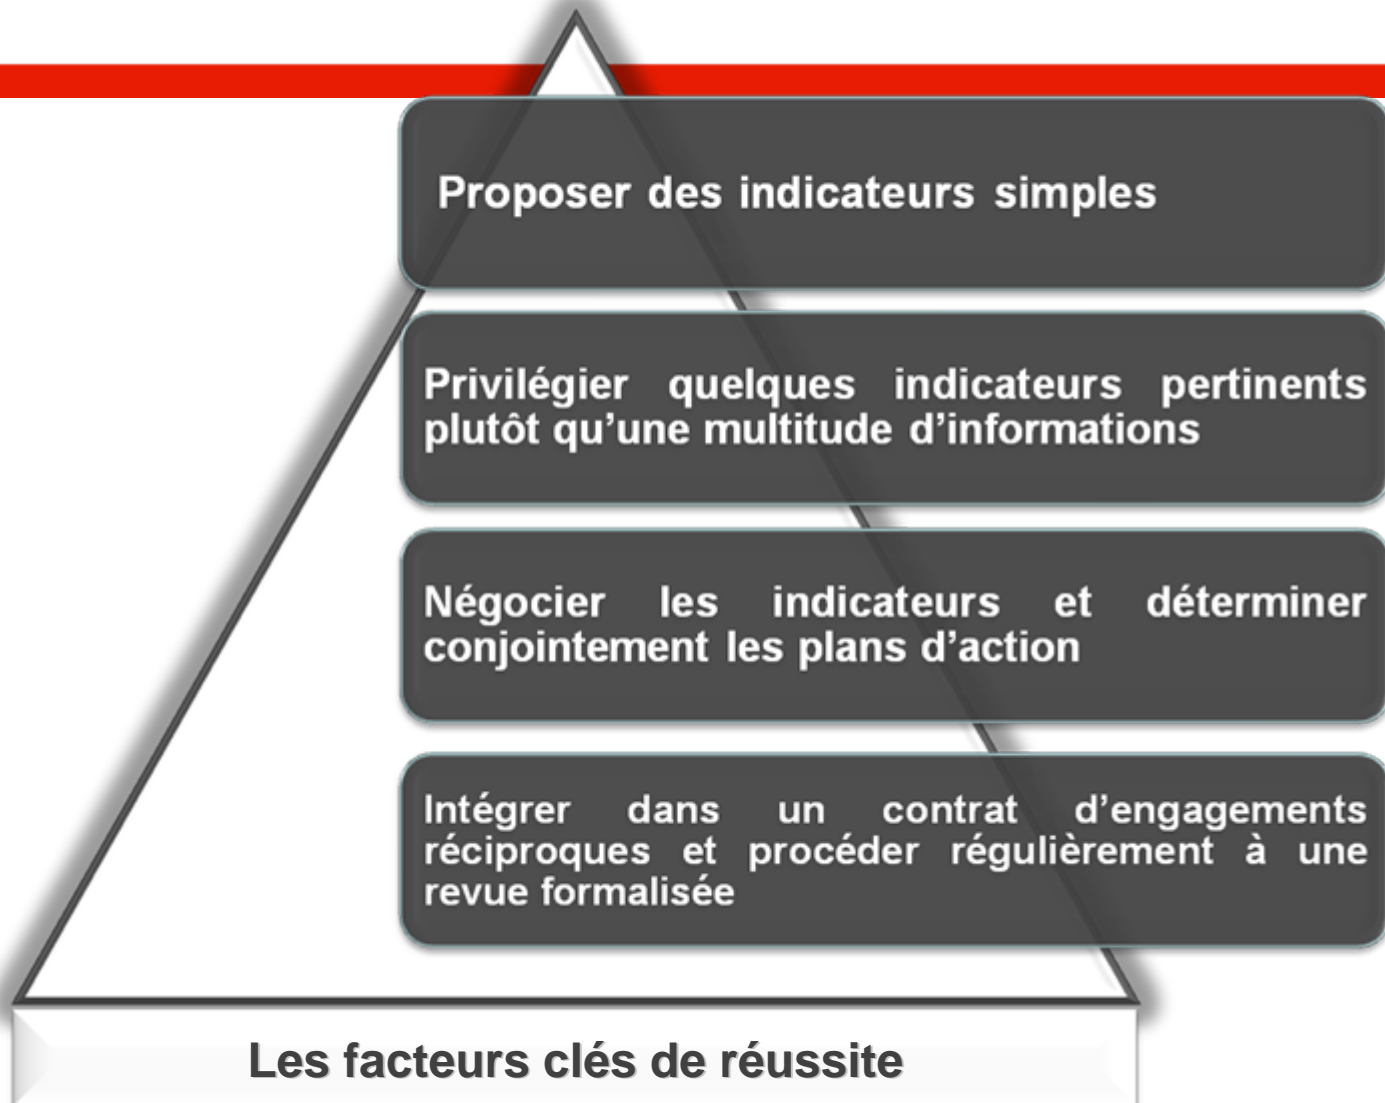 Proposer des indicateurs simples
Privilégier quelques indicateurs pertinents
plutôt qu’une multitude d’informations
Négocier les indicateurs et déterminer
conjointement les plans d’action
Intégrer dans un contrat d’engagements
réciproques et procéder régulièrement à une
revue formalisée
Les facteurs clés de réussite